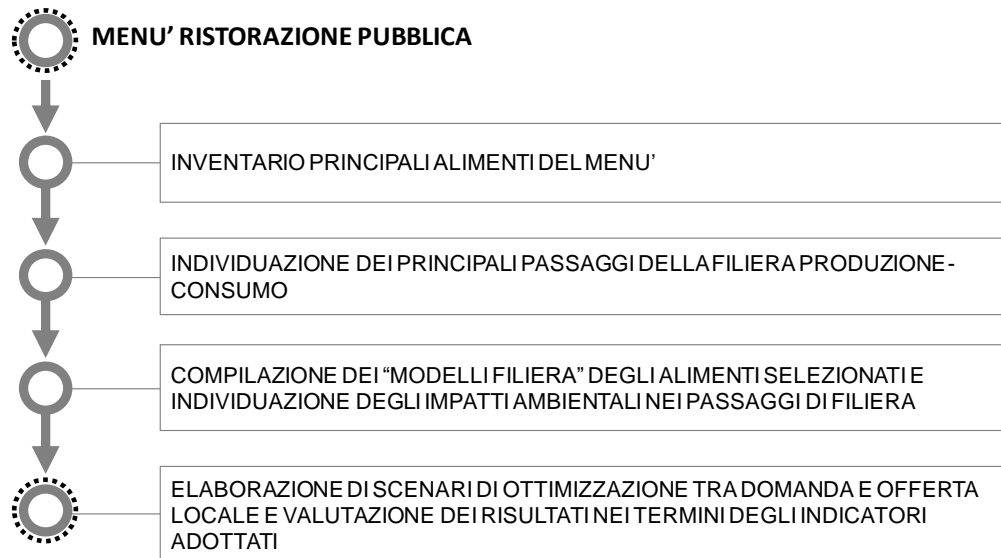 MENU' RISTORAZIONE PUBBLICA
INVENTARIO PRINCIPALI ALIMENTI DEL MENU'
INDIVIDUAZIONE DEI PRINCIPALI PASSAGGI DELLA FILIERA PRODUZIONE-
CONSUMO
COMPILAZIONE DEI “MODELLI FILIERA” DEGLI ALIMENTI SELEZIONATI E
INDIVIDUAZIONE DEGLI IMPATTI AMBIENTALI NEI PASSAGGI DI FILIERA
ELABORAZIONE DI SCENARI DI OTTIMIZZAZIONE TRA DOMANDA E OFFERTA
LOCALE E VALUTAZIONE DEI RISULTATI NEI TERMINI DEGLI INDICATORI
ADOTTATI